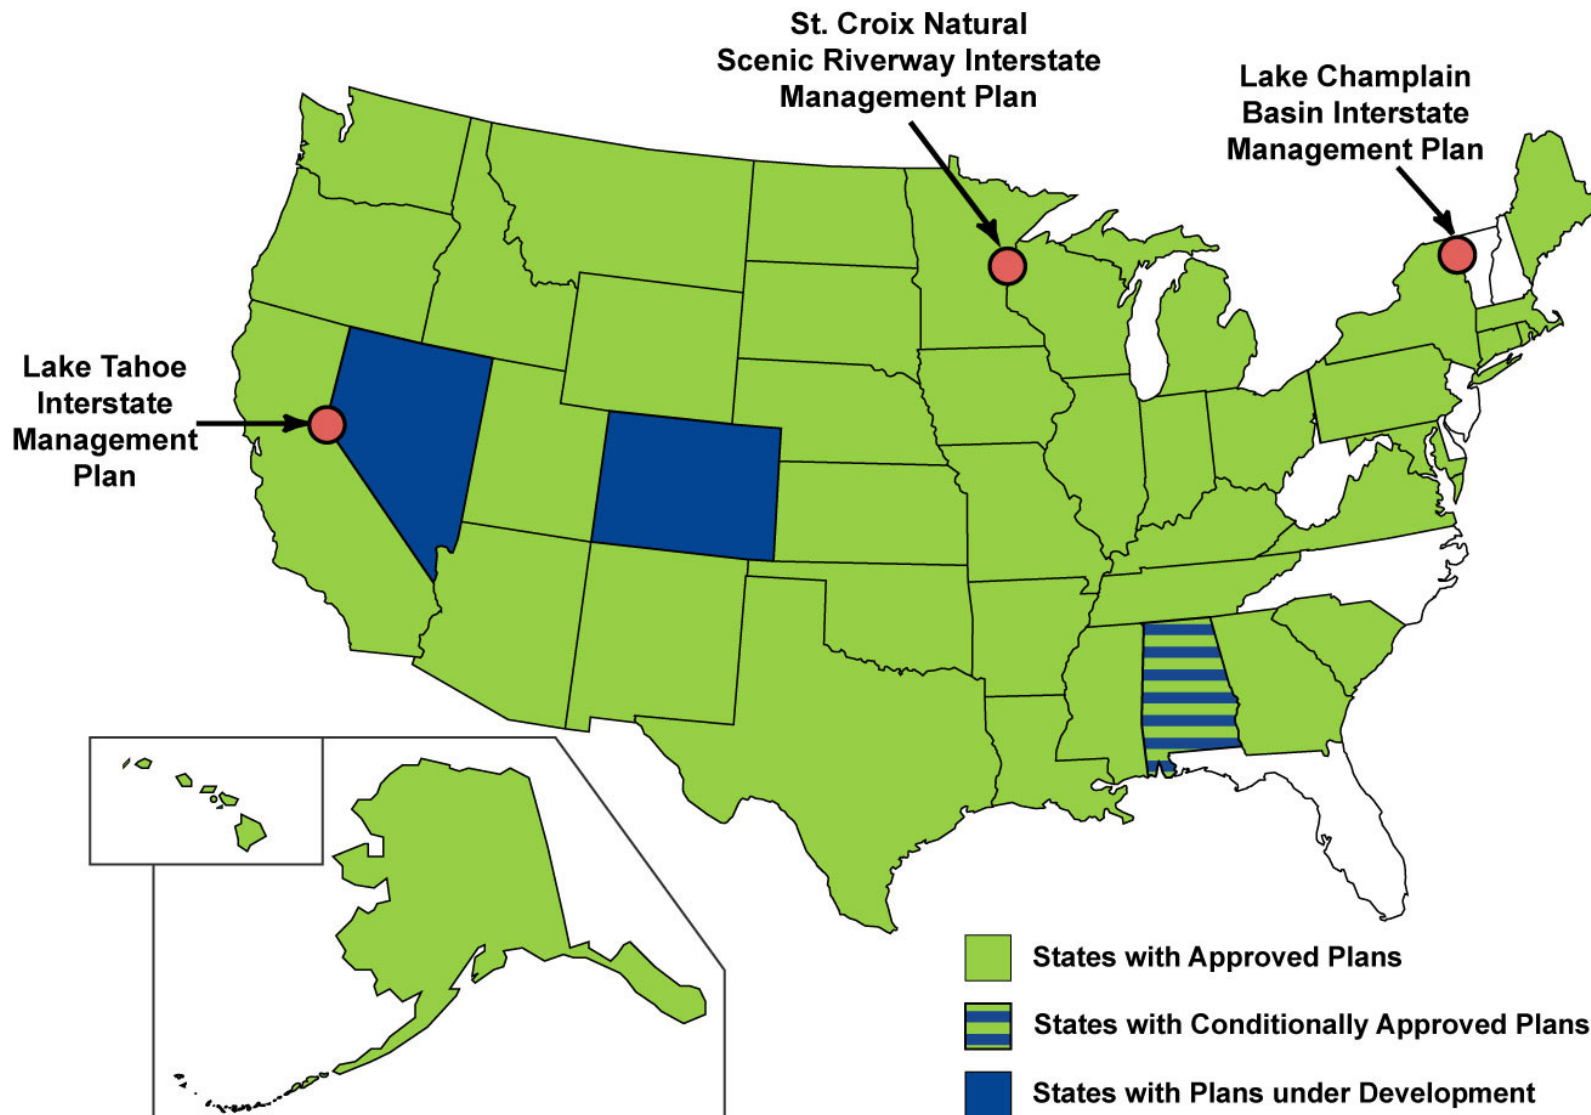 St. Croix Natural
Scenic Riverway Interstate
Management Plan
Lake Champlain
Basin Interstate
Management Plan
Lake Tahoe
Interstate
Management
Plan
States with Approved Plans
States with Conditionally Approved Plans
States with Plans under Development